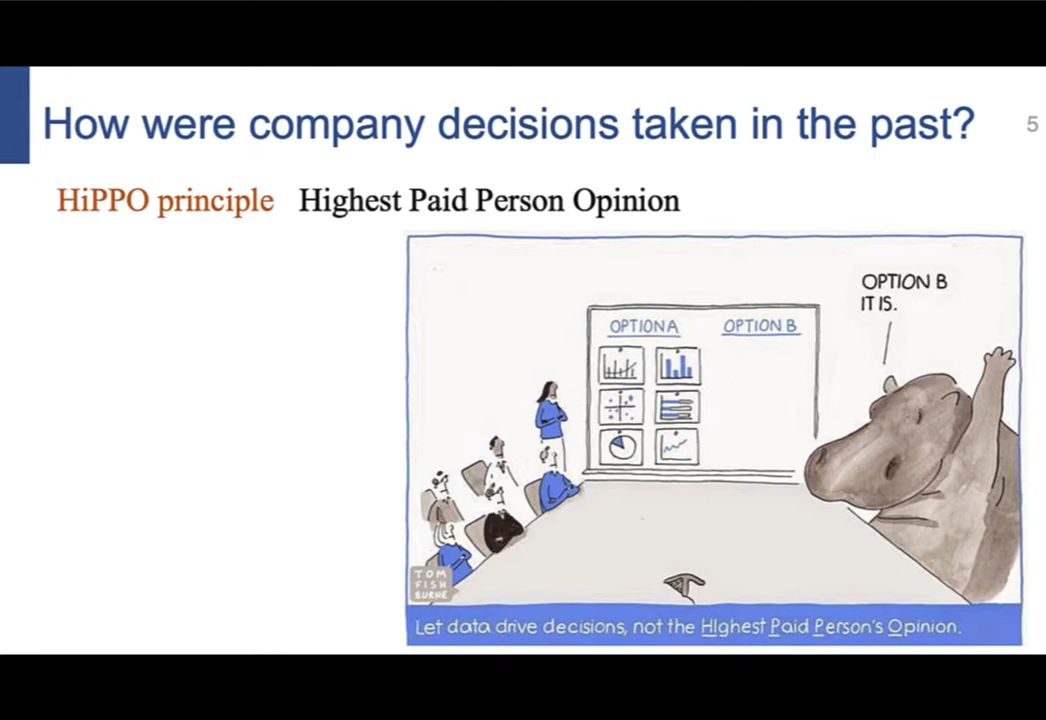 How were company decisions taken in the past?
5
HiPPO principle Highest Paid Person Opinion
OPTION B
IT IS.
OPTION A OPTION B
TOM
FISH
BURNE
Let data drive decisions, not the HIghest Paid Person's Opinion.